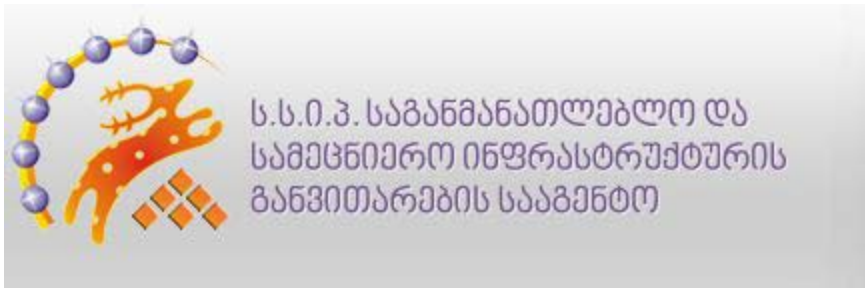 ს.ს.ი.პ. საგანმანათლებლო და
სამეცნიერო ინფრასტრუქტურის
განვითარების სააგენტო